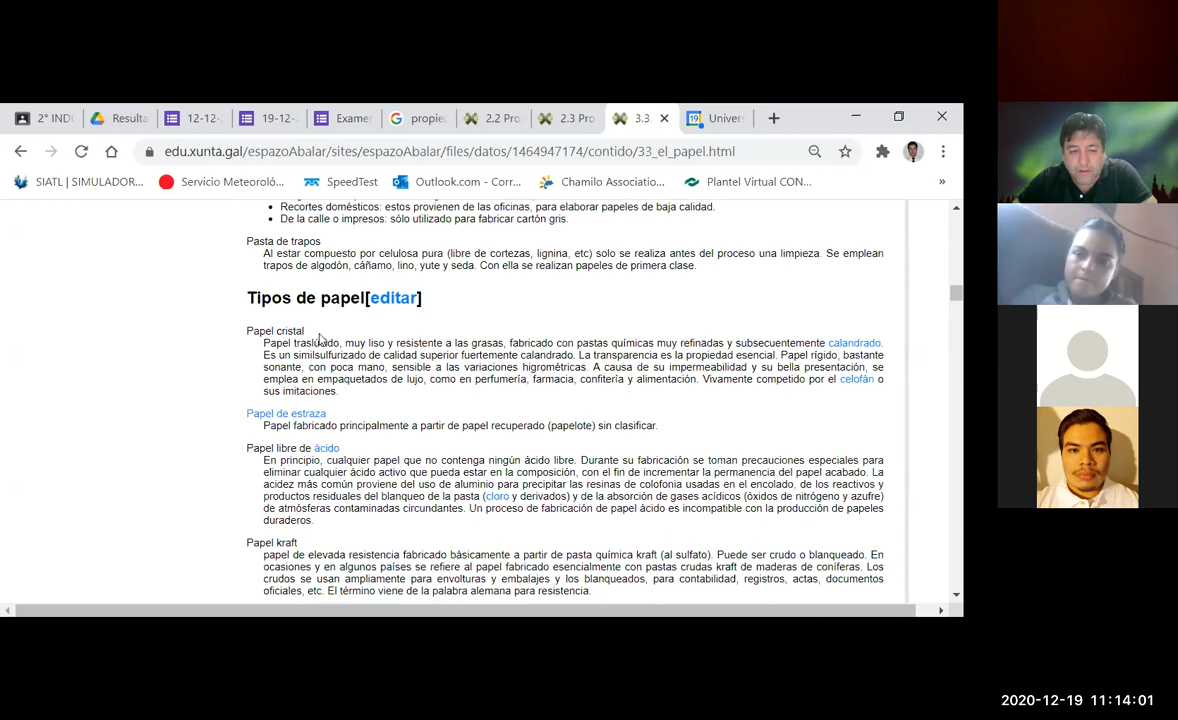 2° IND
Resulta
12-12-
19-12-
Examen
propie
2.2 Pro
2.3 Pro
3.3.
19
Univer
edu.xunta.gal/espazoAbalar/sites/espazoAbalar/files/datos/1464947174/contido/33_el_papel.html
SIATL | SIMULADOR...
Servicio Meteoroló...
SpeedTest
Outlook.com - Corr...
Chamilo Associatio...
Plantel Virtual CON...
»
Recortes domésticos: estos provienen de las oficinas, para elaborar papeles de baja calidad.
De la calle o impresos: sólo utilizado para fabricar cartón gris.
Pasta de trapos
Al estar compuesto por celulosa pura (libre de cortezas, lignina, etc) solo se realiza antes del proceso una limpieza. Se emplean
trapos de algodón, cáñamo, lino, yute y seda. Con ella se realizan papeles de primera clase.
Tipos de papel[editar]
Papel cristal
Papel traslúcido, muy liso y resistente a las grasas, fabricado con pastas químicas muy refinadas y subsecuentemente calandrado.
Es un similsulfurizado de calidad superior fuertemente calandrado. La transparencia es la propiedad esencial. Papel rígido, bastante
sonante, con poca mano, sensible a las variaciones higrométricas. A causa de su impermeabilidad y su bella presentación, se
emplea en empaquetados de lujo, como en perfumería, farmacia, confitería y alimentación. Vivamente competido por el celofán o
sus imitaciones.
Papel de estraza
Papel fabricado principalmente a partir de papel recuperado (papelote) sin clasificar.
Papel libre de ácido
En principio, cualquier papel que no contenga ningún ácido libre. Durante su fabricación se toman precauciones especiales para
eliminar cualquier ácido activo que pueda estar en la composición, con el fin de incrementar la permanencia del papel acabado. La
acidez más común proviene del uso de aluminio para precipitar las resinas de colofonia usadas en el encolado, de los reactivos y
productos residuales del blanqueo de la pasta (cloro y derivados) y de la absorción de gases acídicos (óxidos de nitrógeno y azufre)
de atmósferas contaminadas circundantes. Un proceso de fabricación de papel ácido es incompatible con la producción de papeles
duraderos.
Papel kraft
papel de elevada resistencia fabricado básicamente a partir de pasta química kraft (al sulfato). Puede ser crudo o blanqueado. En
ocasiones y en algunos países se refiere al papel fabricado esencialmente con pastas crudas kraft de maderas de coníferas. Los
crudos se usan ampliamente para envolturas y embalajes y los blanqueados, para contabilidad, registros, actas, documentos
oficiales, etc. El término viene de la palabra alemana para resistencia.
2020-12-19 11:14:01